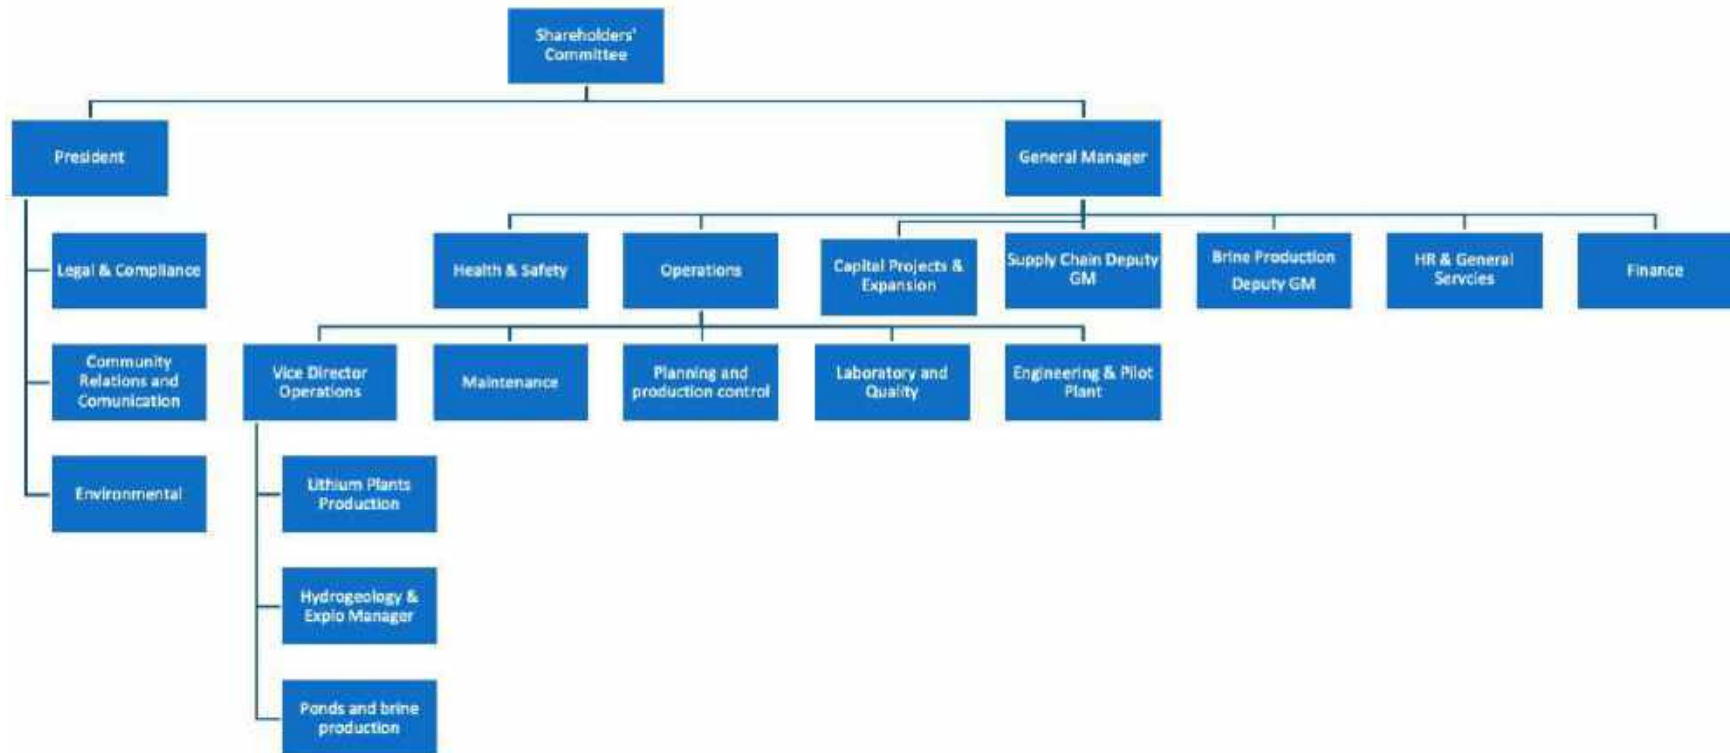 Shareholders'
Committee
President
General Manager
Legal & Compliance
Health & Safety
Operations
Capital Projects &
Expansion
Supply Chain Deputy
GM
Brine Production
Deputy GM
HR & General
Servcies
Finance
Community
Relations and
Comunication
Vice Director
Operations
Maintenance
Planning and
production control
Laboratory and
Quality
Engineering & Pilot
Plant
Environmental
Lithium Plants
Production
Hydrogeology &
Explo Manager
Ponds and brine
production